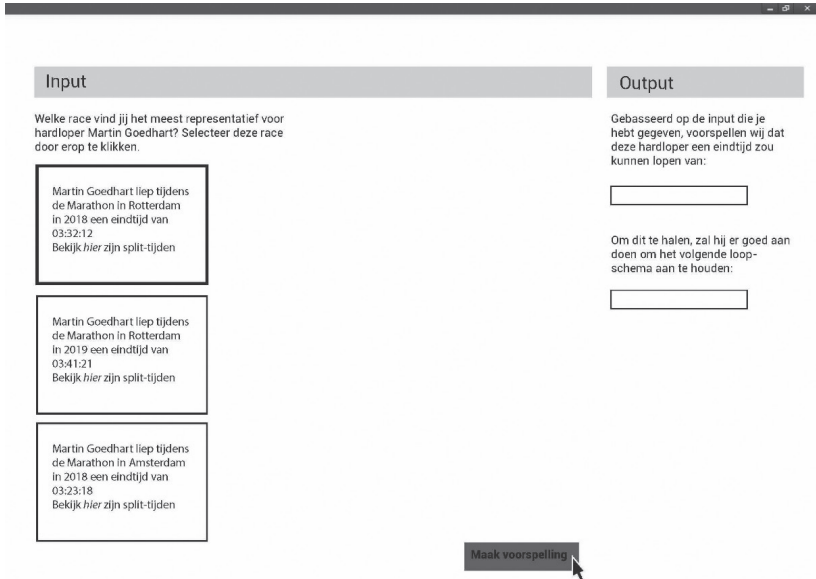 Input
Welke race vind jij het meest representatief voor
hardloper Martin Goedhart? Selecteer deze race
door erop te klikken.
Martin Goedhart liep tijdens
de Marathon in Rotterdam
in 2018 een eindtijd van
03:32:12
Bekijk hier zijn split-tijden
Martin Goedhart liep tijdens
de Marathon in Rotterdam
in 2019 een eindtijd van
03:41:21
Bekijk hier zijn split-tijden
Martin Goedhart liep tijdens
de Marathon in Amsterdam
in 2018 een eindtijd van
03:23:18
Bekijk hier zijn split-tijden
Maak voorspelling
Output
Gebasseerd op de input die je
hebt gegeven, voorspellen wij dat
deze hardloper een eindtijd zou
kunnen lopen van:
Om dit te halen, zal hij er goed aan
doen om het volgende loop-
schema aan te houden: